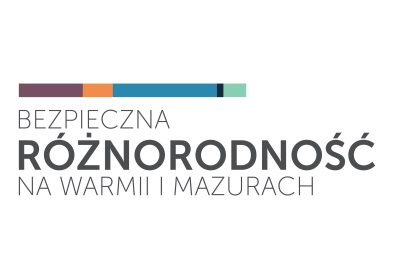 BEZPIECZNA
RÓŻNORODNOŚĆ
NA WARMII I MAZURACH